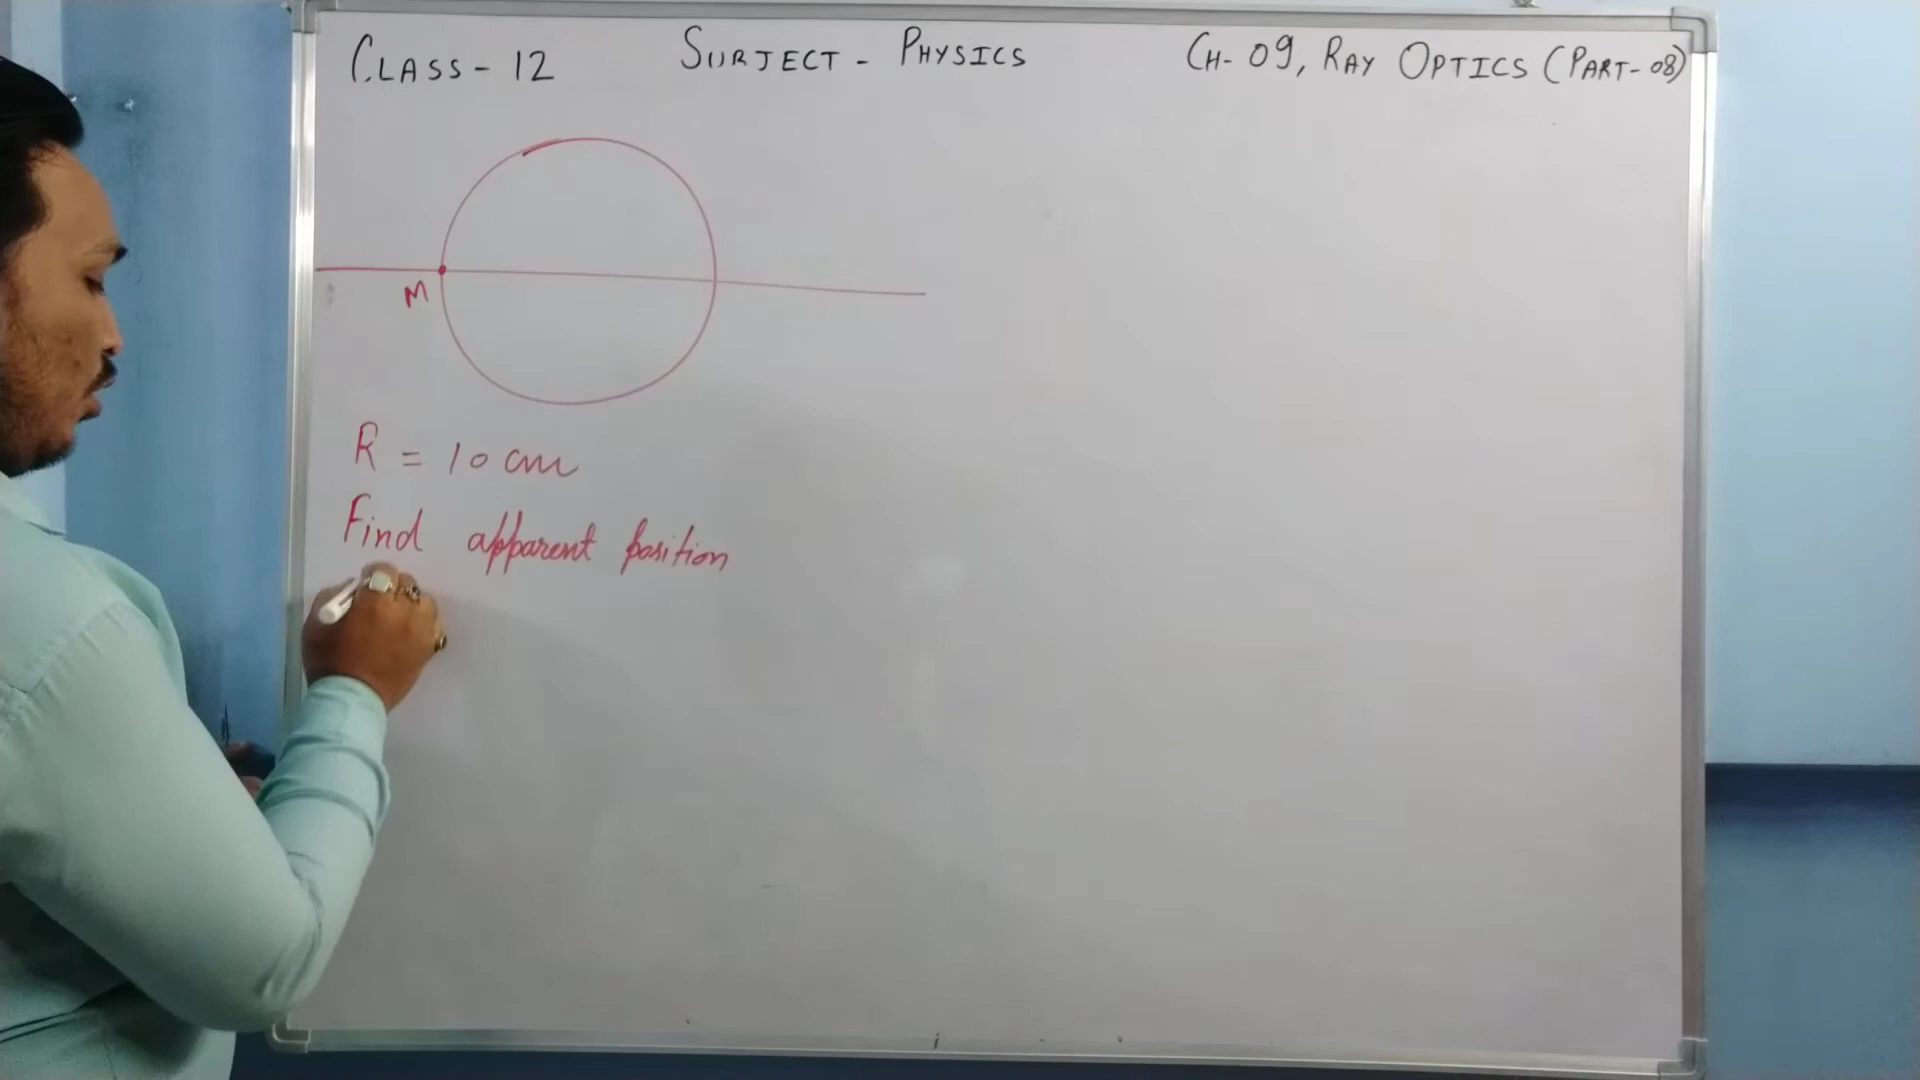 CLASS - 12 SUBJECT - PHYSICS CH - 09, RAY OPTICS (PART - 08)
M
R = 10 cm
Find apparent position